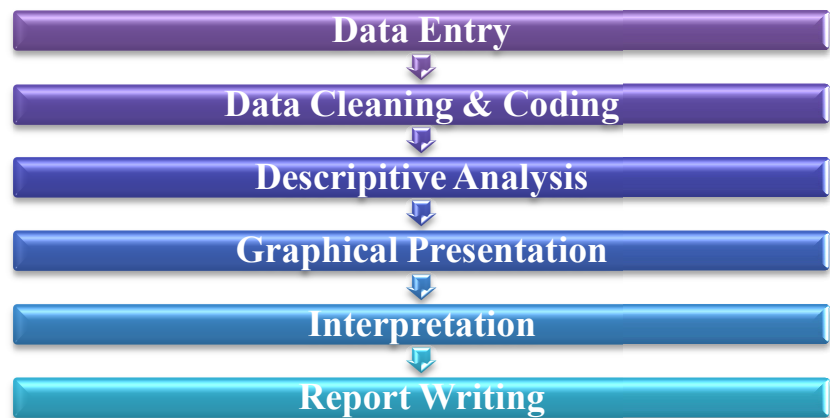 Data Entry
Data Cleaning & Coding
Descripitive Analysis
Graphical Presentation
Interpretation
Report Writing